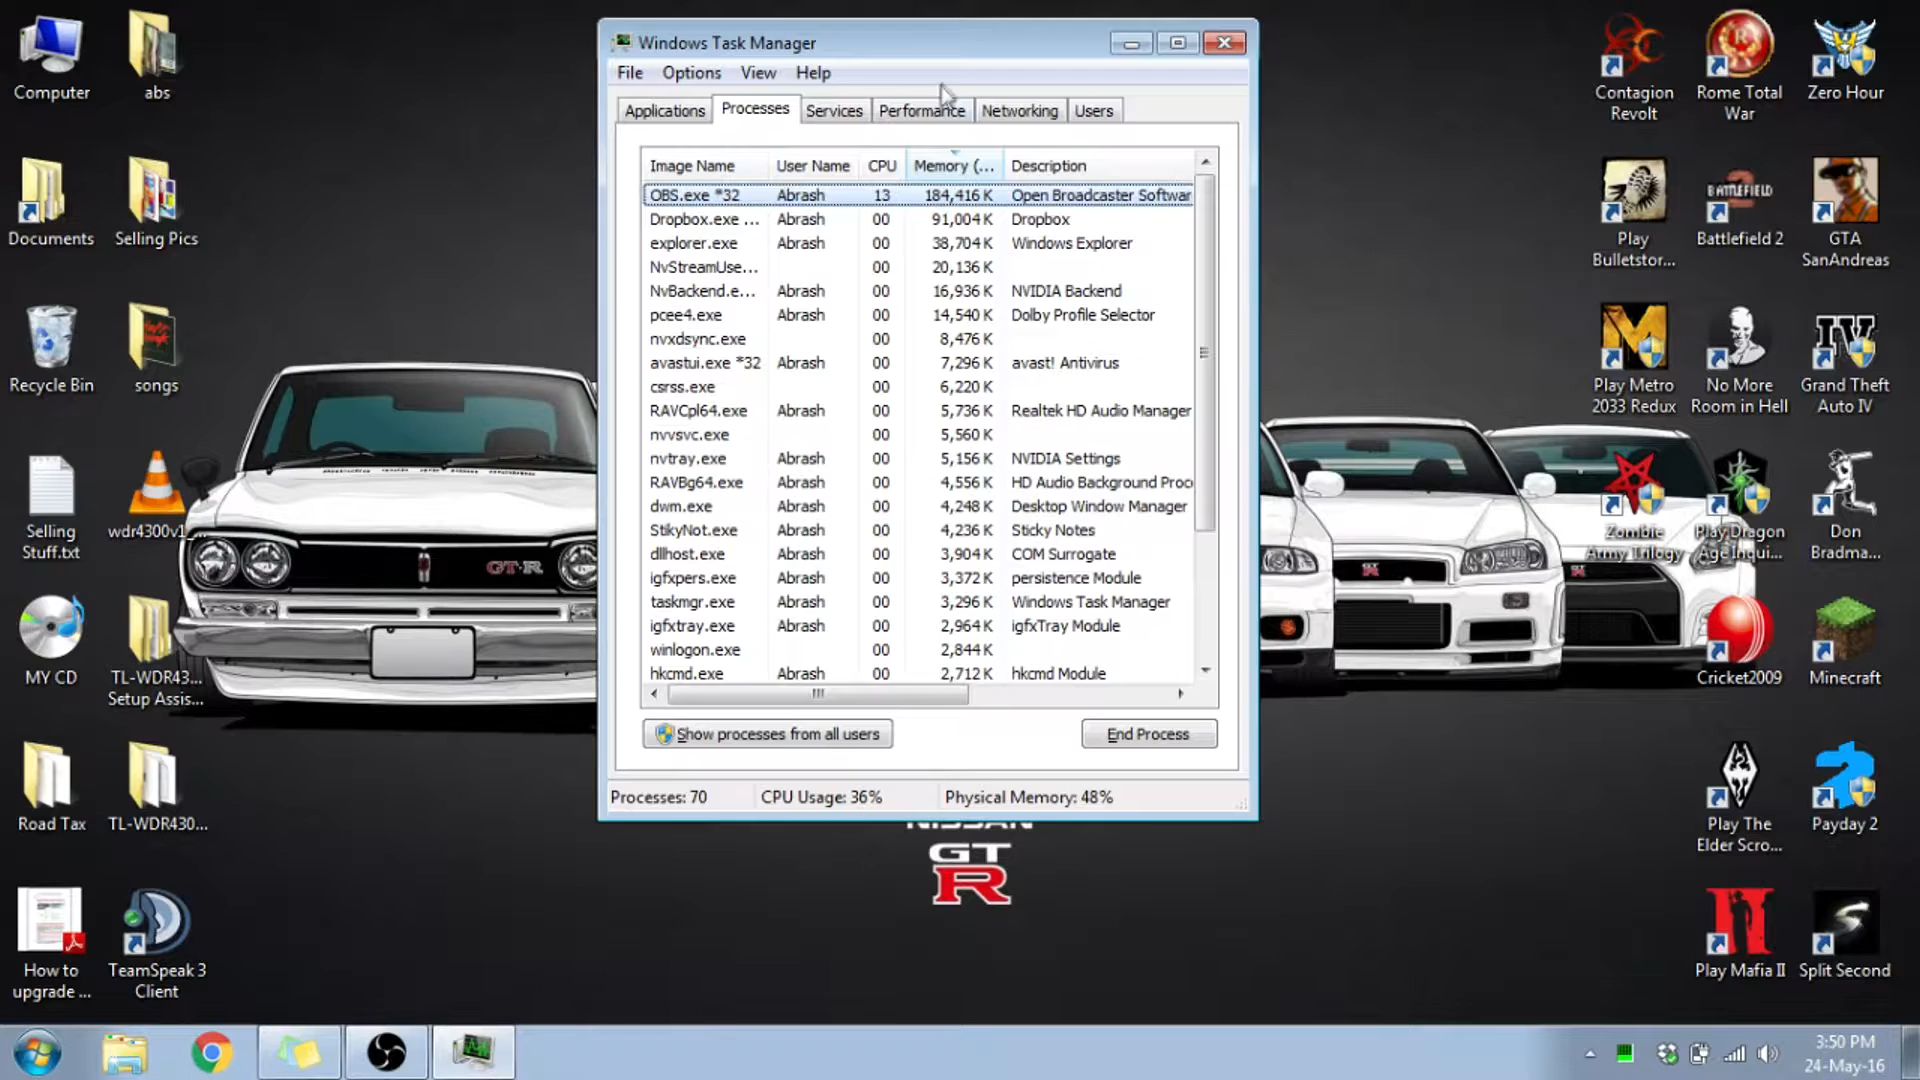 Computer
abs
Documents
Selling Pics
Recycle Bin
songs
Selling
Stuff.txt
wdr4300v1_...
MY CD
TL-WDR43...
Setup Assis...
Road Tax
TL-WDR430...
How to
upgrade ...
TeamSpeak 3
Client
Windows Task Manager
File Options View Help
Applications Processes Services Performance Networking Users
Image Name User Name CPU Memory (... Description
OBS.exe *32 Abrash 13 184,416 K Open Broadcaster Softwar
Dropbox.exe ... Abrash 00 91,004 K Dropbox
explorer.exe Abrash 00 38,704 K Windows Explorer
NvStreamUse... 00 20,136 K
NvBackend.e... Abrash 00 16,936 K NVIDIA Backend
pcee4.exe Abrash 00 14,540 K Dolby Profile Selector
nvxdsync.exe 00 8,476 K
avastui.exe *32 Abrash 00 7,296 K avast! Antivirus
csrss.exe 00 6,220 K
RAVCpl64.exe Abrash 00 5,736 K Realtek HD Audio Manager
nvvsvc.exe 00 5,560 K
nvtray.exe Abrash 00 5,156 K NVIDIA Settings
RAVBg64.exe Abrash 00 4,556 K HD Audio Background Proc
dwm.exe Abrash 00 4,248 K Desktop Window Manager
StikyNot.exe Abrash 00 4,236 K Sticky Notes
dllhost.exe Abrash 00 3,904 K COM Surrogate
igfxpers.exe Abrash 00 3,372 K persistence Module
taskmgr.exe Abrash 00 3,296 K Windows Task Manager
igfxtray.exe Abrash 00 2,964 K igfxTray Module
winlogon.exe 00 2,844 K
hkcmd.exe Abrash 00 2,712 K hkcmd Module
Show processes from all users End Process
Processes: 70 CPU Usage: 36% Physical Memory: 48%
GT-R
NISSAN
GT
R
Contagion
Revolt
Rome Total
War
Zero Hour
Play
Bulletstor...
BATTLEFIELD
2
Battlefield 2
GTA
SanAndreas
Play Metro
2033 Redux
No More
Room in Hell
IV
Grand Theft
Auto IV
Zombie
Army Trilogy
Play Dragon
Age Inqui...
Don
Bradma...
Cricket2009
Minecraft
Play The
Elder Scro...
Payday 2
Play Mafia II
Split Second
3:50 PM
24-May-16